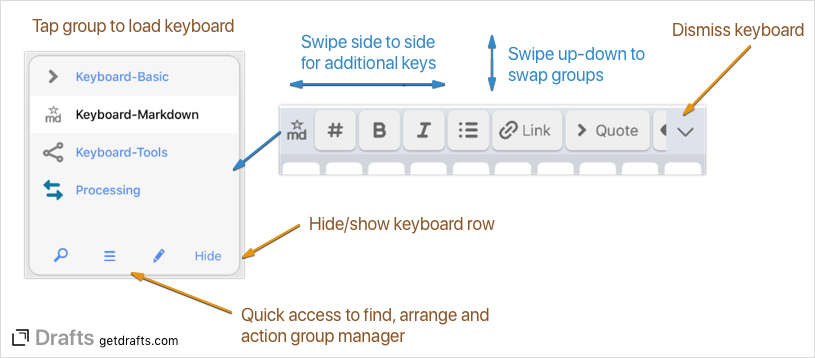 Tap group to load keyboard
Keyboard-Basic
md
Keyboard-Markdown
Keyboard-Tools
Processing
Hide
Swipe side to side
for additional keys
Swipe up-down to
swap groups
Dismiss keyboard
md # B I Link Quote
Hide/show keyboard row
Quick access to find, arrange and
action group manager
Drafts getdrafts.com